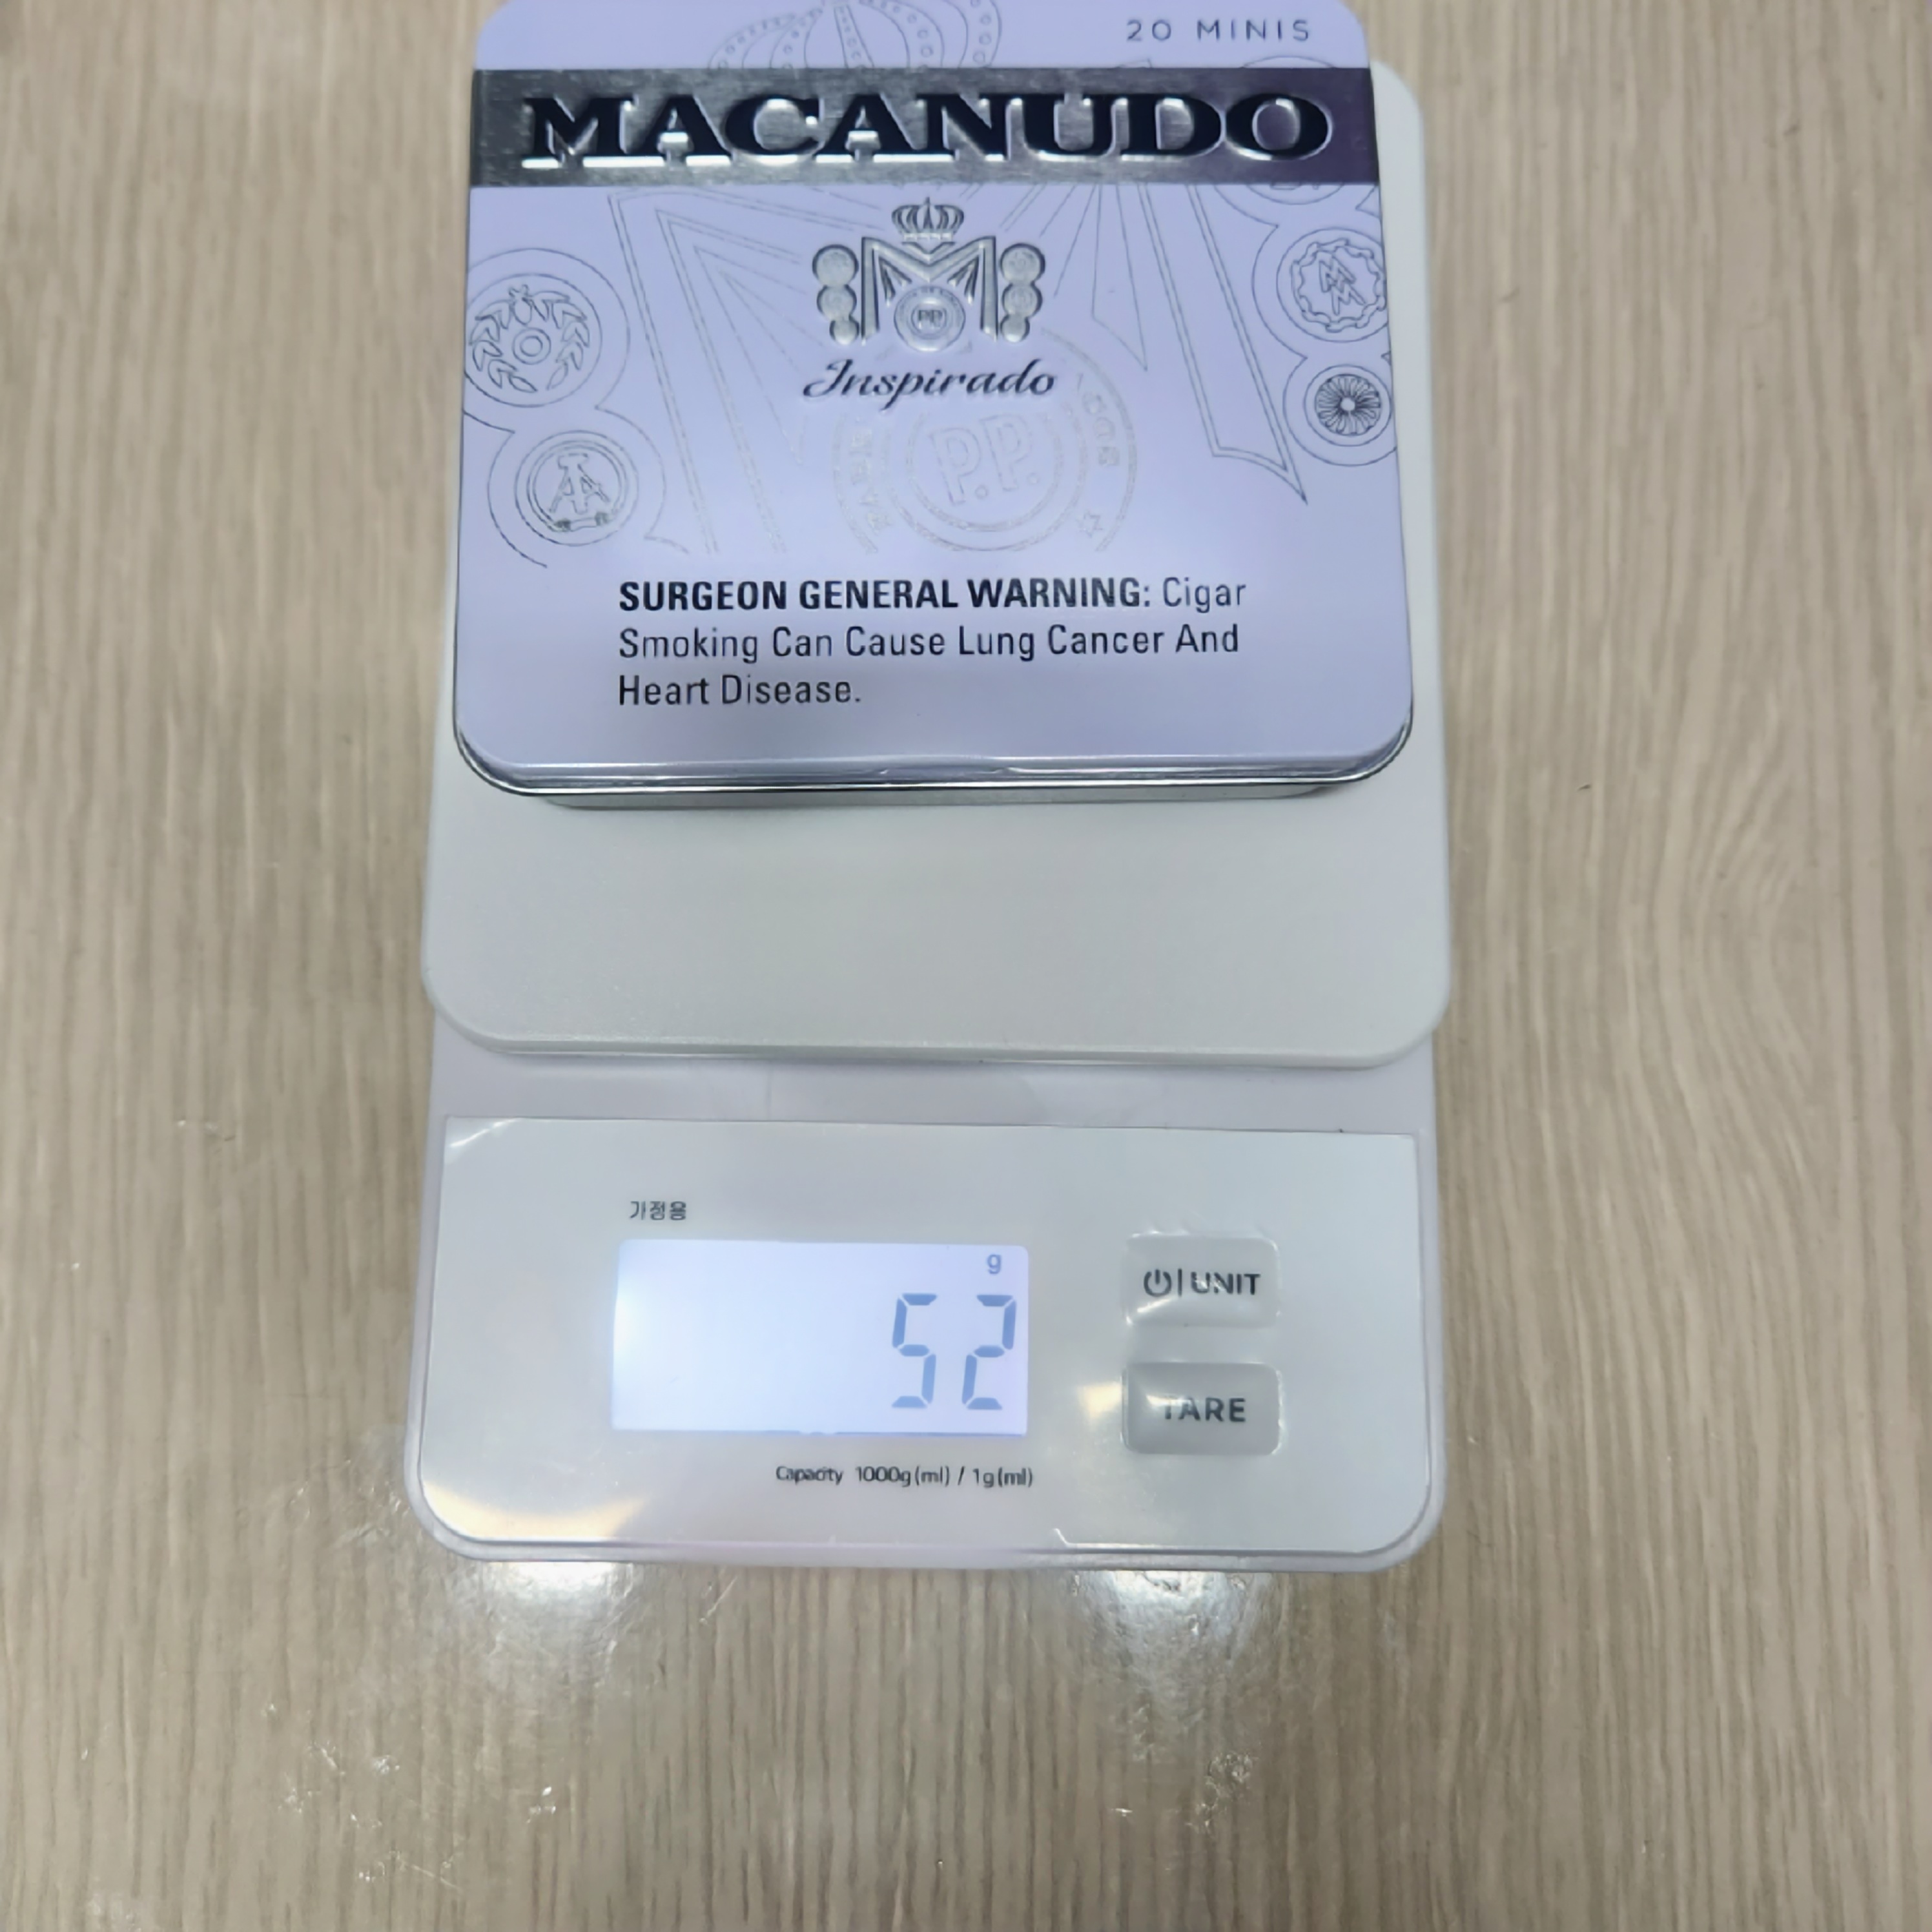 20 MINIS
MACANUDO
PP
Inspirado
P.P.
SURGEON GENERAL WARNING: Cigar
Smoking Can Cause Lung Cancer And
Heart Disease.
가정용
g
52
⏻|UNIT
TARE
Capacity 1000g(ml) / 1g(ml)